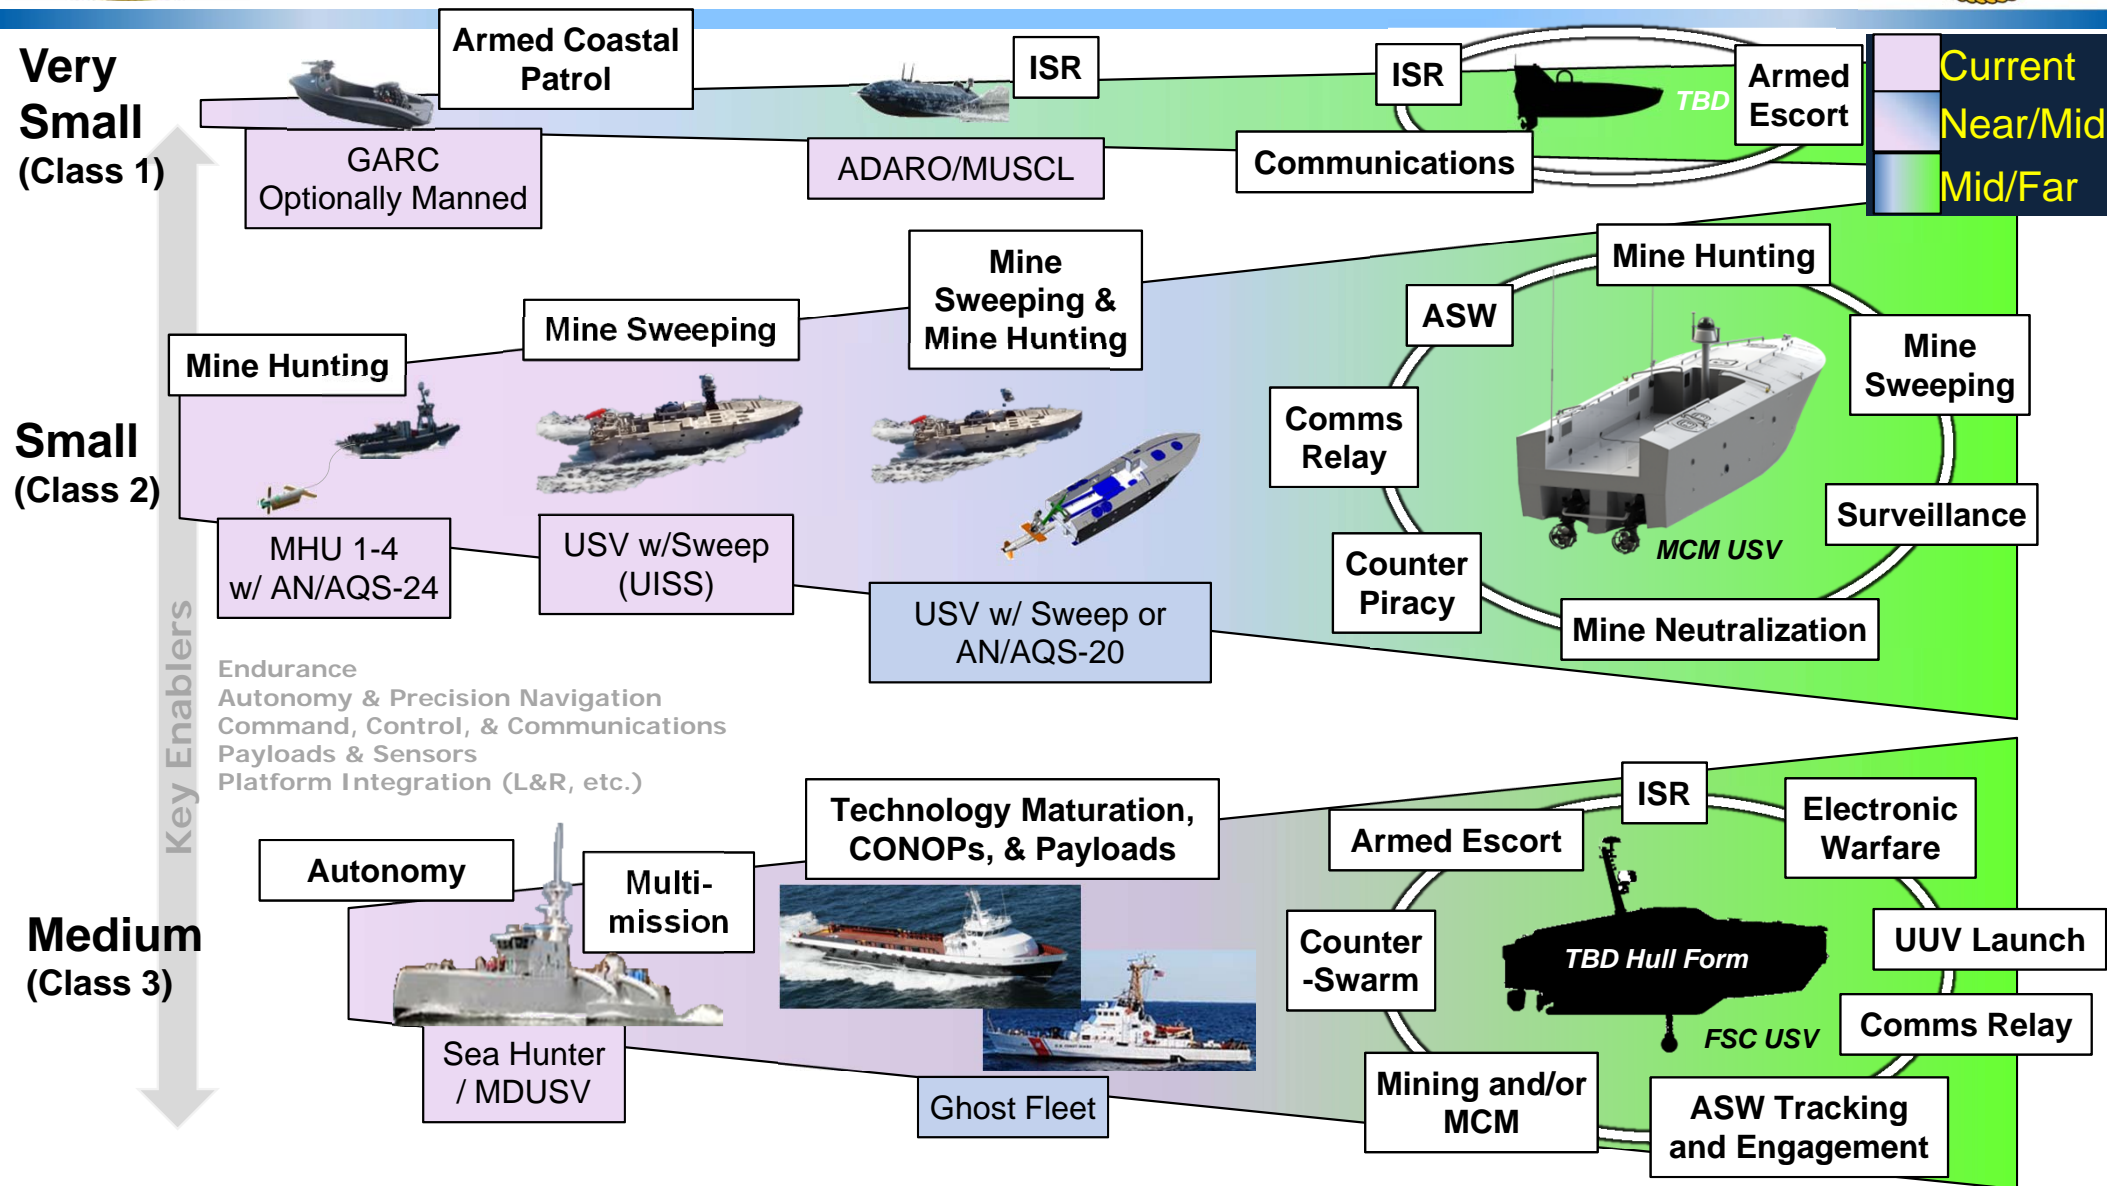 Very
Small
(Class 1)
Armed Coastal
Patrol
ISR
ISR
TBD
Armed
Escort
Communications
GARC
Optionally Manned
ADARO/MUSCL
Current
Near/Mid
Mid/Far
Small
(Class 2)
Mine Hunting
Mine Sweeping
Mine
Sweeping &
Mine Hunting
MHU 1-4
w/ AN/AQS-24
USV w/Sweep
(UISS)
USV w/ Sweep or
AN/AQS-20
Mine Hunting
ASW
Mine
Sweeping
Comms
Relay
Surveillance
MCM USV
Counter
Piracy
Mine Neutralization
Key Enablers
Endurance
Autonomy & Precision Navigation
Command, Control, & Communications
Payloads & Sensors
Platform Integration (L&R, etc.)
Medium
(Class 3)
Autonomy
Multi-
mission
Technology Maturation,
CONOPs, & Payloads
Sea Hunter
/ MDUSV
Ghost Fleet
ISR
Armed Escort
Electronic
Warfare
Counter
-Swarm
TBD Hull Form
UUV Launch
FSC USV
Comms Relay
Mining and/or
MCM
ASW Tracking
and Engagement